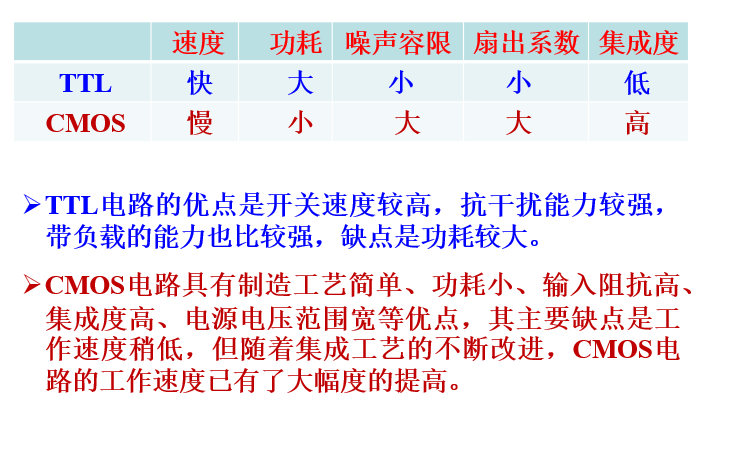 速度 功耗 噪声容限 扇出系数 集成度
TTL 快 大 小 小 低
CMOS 慢 小 大 大 高
➢TTL电路的优点是开关速度较高，抗干扰能力较强，
带负载的能力也比较强，缺点是功耗较大。
➢CMOS电路具有制造工艺简单、功耗小、输入阻抗高、
集成度高、电源电压范围宽等优点，其主要缺点是工
作速度稍低，但随着集成工艺的不断改进，CMOS电
路的工作速度已有了大幅度的提高。